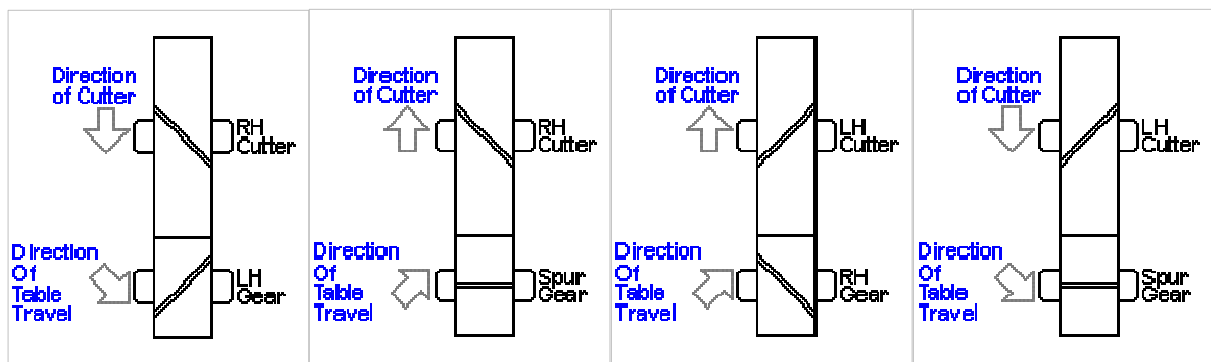 Direction
of Cutter
RH
Cutter
Direction
Of
Table
Travel
LH
Gear
Direction
of Cutter
RH
Cutter
Direction
Of
Table
Travel
Spur
Gear
Direction
of Cutter
LH
Cutter
Direction
Of
Table
Travel
RH
Gear
Direction
of Cutter
LH
Cutter
Direction
Of
Table
Travel
Spur
Gear